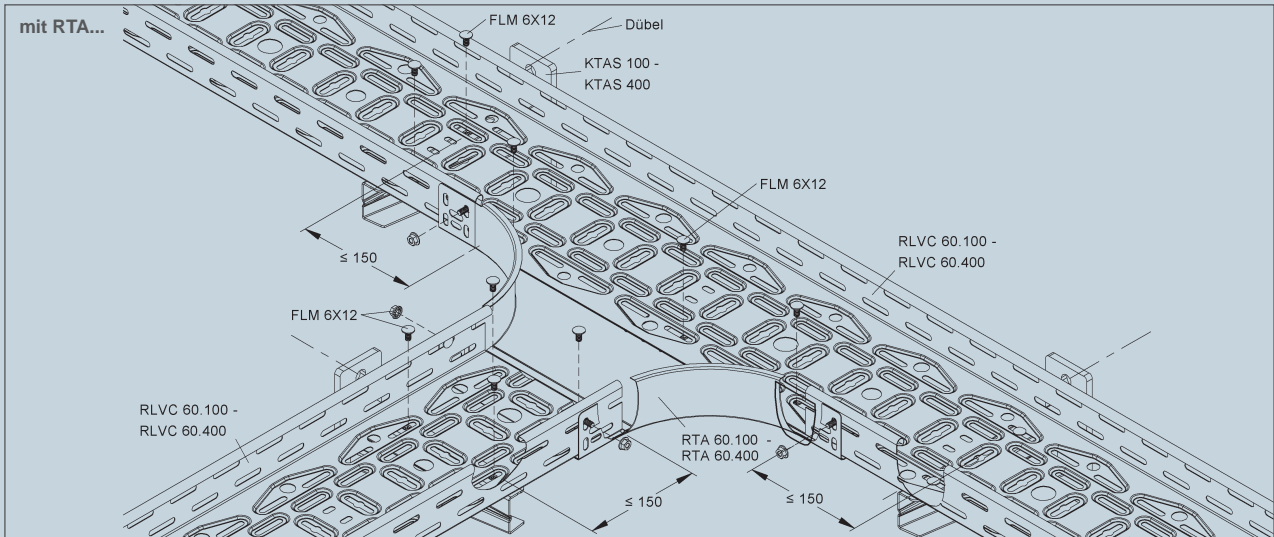 mit RTA...
FLM 6X12
Dübel
KTAS 100 -
KTAS 400
FLM 6X12
RLVC 60.100 -
RLVC 60.400
≤ 150
FLM 6X12
RLVC 60.100 -
RLVC 60.400
RTA 60.100 -
RTA 60.400
≤ 150
≤ 150